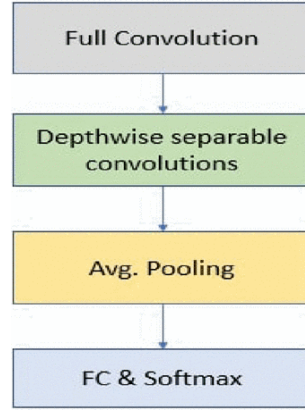 Full Convolution
Depthwise separable
convolutions
Avg. Pooling
FC & Softmax